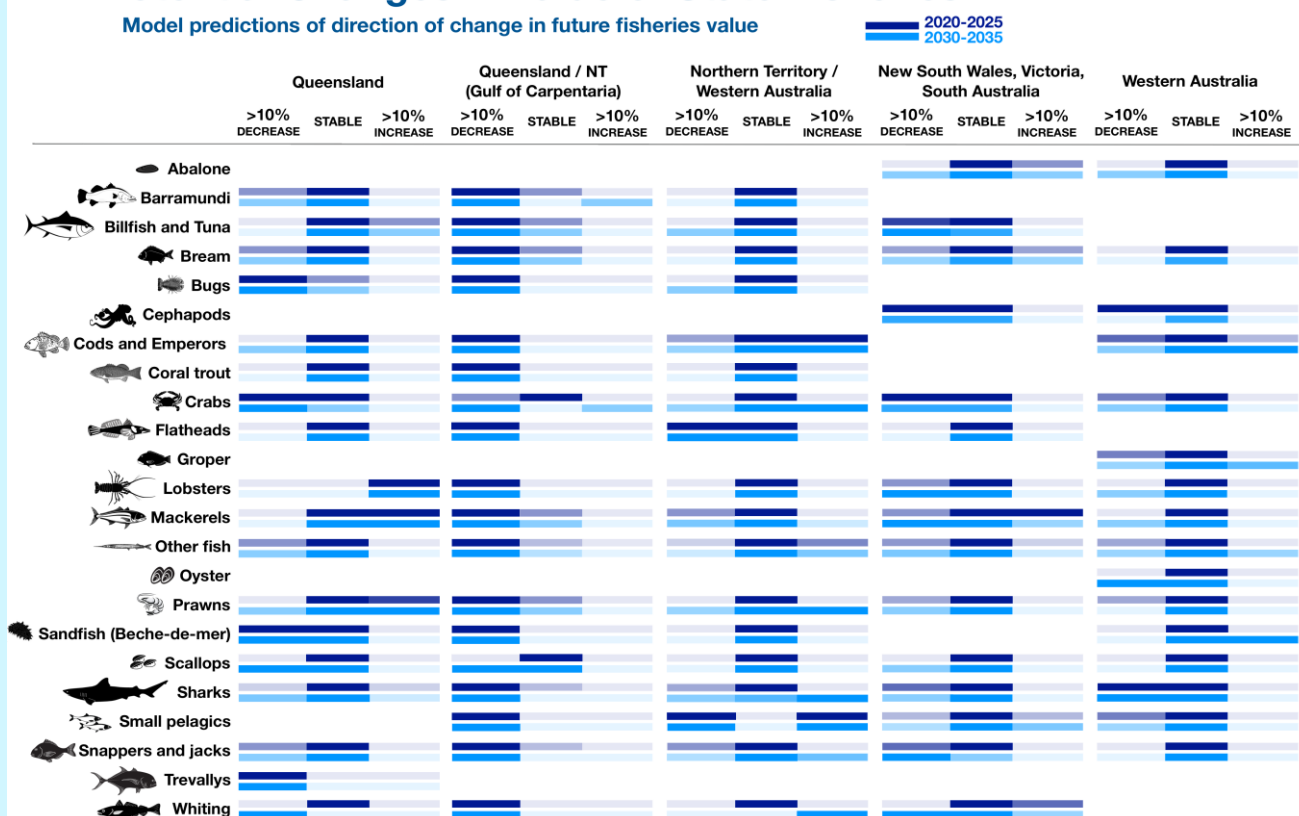 Model predictions of direction of change in future fisheries value
2020-2025
2030-2035
Queensland
Queensland / NT
(Gulf of Carpentaria)
Northern Territory /
Western Australia
New South Wales, Victoria,
South Australia
Western Australia
>10% DECREASE STABLE >10% INCREASE
>10% DECREASE STABLE >10% INCREASE
>10% DECREASE STABLE >10% INCREASE
>10% DECREASE STABLE >10% INCREASE
>10% DECREASE STABLE >10% INCREASE
Abalone
Barramundi
Billfish and Tuna
Bream
Bugs
Cephapods
Cods and Emperors
Coral trout
Crabs
Flatheads
Groper
Lobsters
Mackerels
Other fish
Oyster
Prawns
Sandfish (Beche-de-mer)
Scallops
Sharks
Small pelagics
Snappers and jacks
Trevallys
Whiting